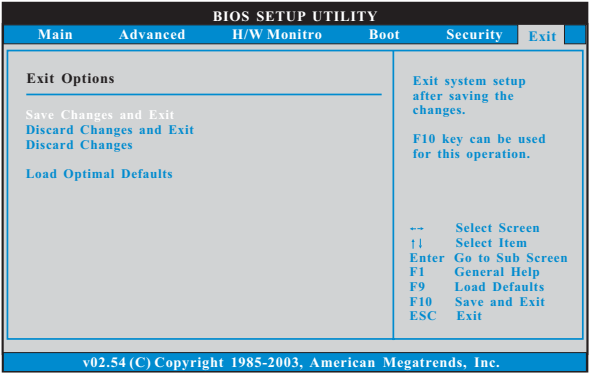 BIOS SETUP UTILITY
Main Advanced H/W Monitro Boot Security Exit
Exit Options
Save Changes and Exit
Discard Changes and Exit
Discard Changes
Load Optimal Defaults
Exit system setup
after saving the
changes.
F10 key can be used
for this operation.
←→ Select Screen
↑↓ Select Item
Enter Go to Sub Screen
F1 General Help
F9 Load Defaults
F10 Save and Exit
ESC Exit
v02.54 (C) Copyright 1985-2003, American Megatrends, Inc.